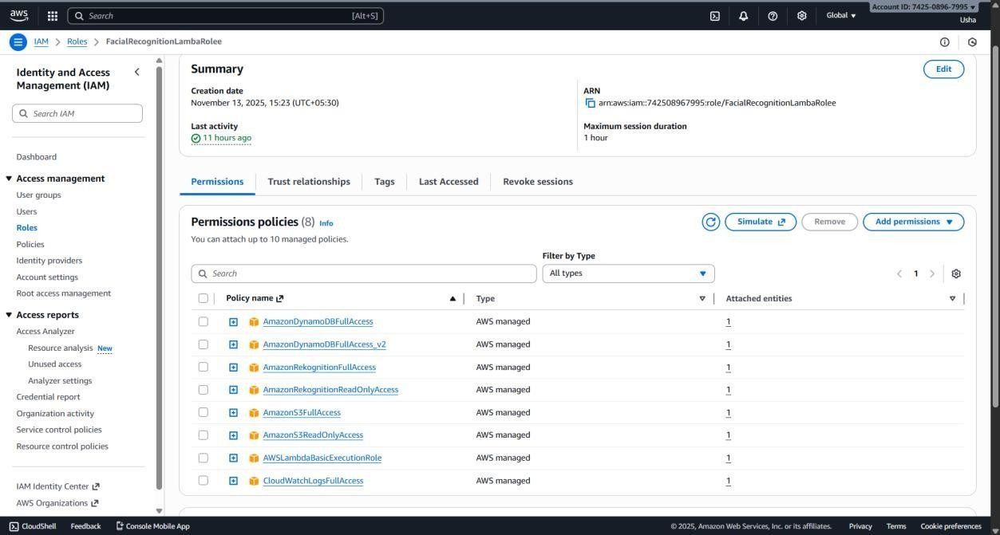 aws
Search [Alt+S]
Global
Account ID: 7425-0896-7995
Usha
IAM > Roles > FacialRecognitionLambaRolee
Identity and Access Management (IAM)
Search IAM
Dashboard
Access management
User groups
Users
Roles
Policies
Identity providers
Account settings
Root access management
Access reports
Access Analyzer
Resource analysis New
Unused access
Analyzer settings
Credential report
Organization activity
Service control policies
Resource control policies
IAM Identity Center
AWS Organizations
Summary
Edit
Creation date
November 13, 2025, 15:23 (UTC+05:30)
Last activity
11 hours ago
ARN
arn:aws:iam::742508967995:role/FacialRecognitionLambaRolee
Maximum session duration
1 hour
Permissions Trust relationships Tags Last Accessed Revoke sessions
Permissions policies (8) Info
You can attach up to 10 managed policies.
Simulate Remove Add permissions
Filter by Type
Search All types 1
Policy name Type Attached entities
AmazonDynamoDBFullAccess AWS managed 1
AmazonDynamoDBFullAccess_v2 AWS managed 1
AmazonRekognitionFullAccess AWS managed 1
AmazonRekognitionReadOnlyAccess AWS managed 1
AmazonS3FullAccess AWS managed 1
AmazonS3ReadOnlyAccess AWS managed 1
AWSLambdaBasicExecutionRole AWS managed 1
CloudWatchLogsFullAccess AWS managed 1
CloudShell Feedback Console Mobile App © 2025, Amazon Web Services, Inc. or its affiliates. Privacy Terms Cookie preferences